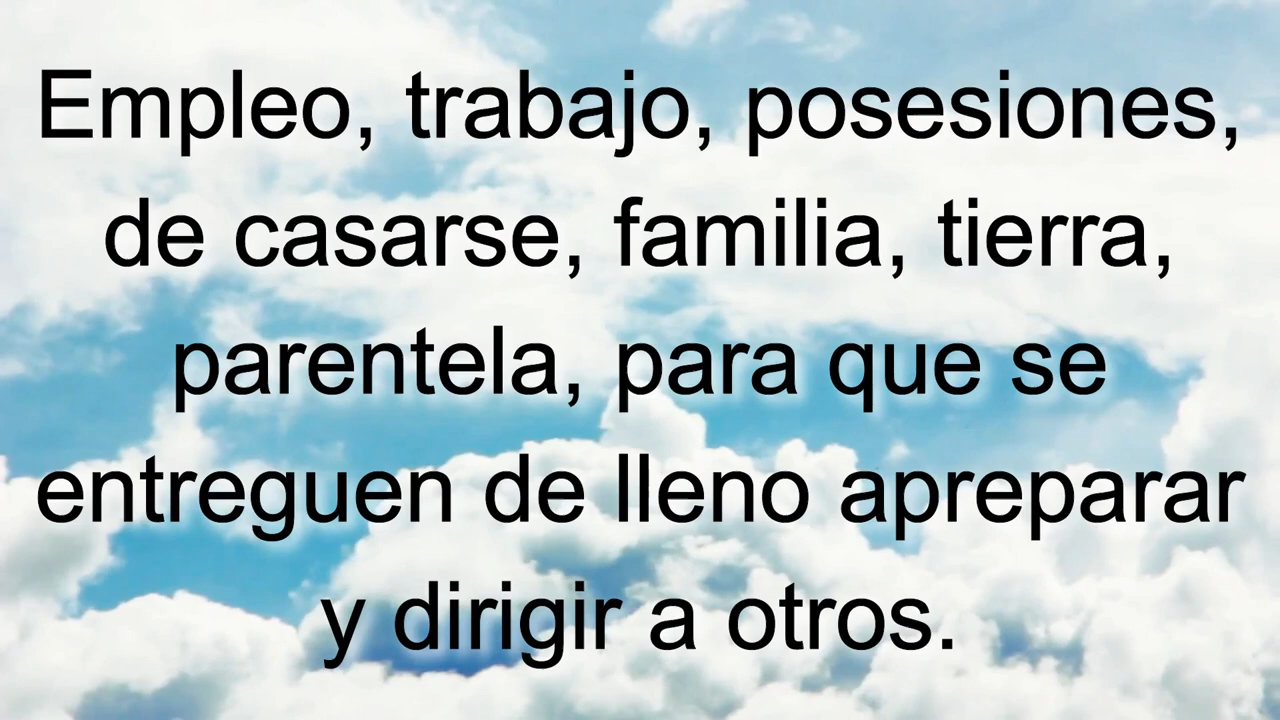 Empleo, trabajo, posesiones,
de casarse, familia, tierra,
parentela, para que se
entreguen de lleno apreparar
y dirigir a otros.